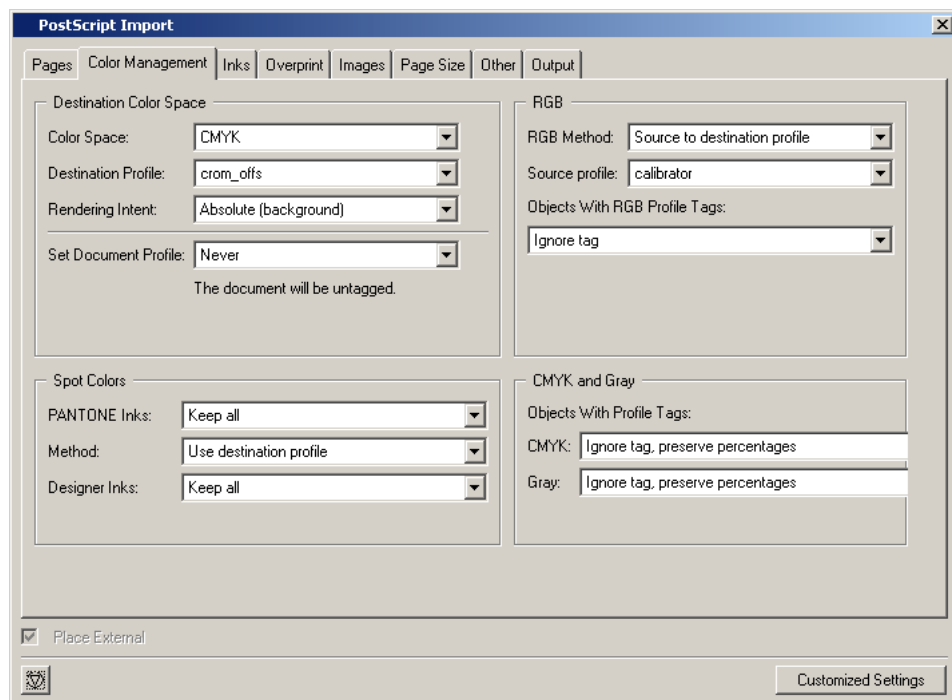 PostScript Import
Pages Color Management Inks Overprint Images Page Size Other Output
Destination Color Space
Color Space: CMYK
Destination Profile: crom_offs
Rendering Intent: Absolute (background)
Set Document Profile: Never
The document will be untagged.
RGB
RGB Method: Source to destination profile
Source profile: calibrator
Objects With RGB Profile Tags:
Ignore tag
Spot Colors
PANTONE Inks: Keep all
Method: Use destination profile
Designer Inks: Keep all
CMYK and Gray
Objects With Profile Tags:
CMYK: Ignore tag, preserve percentages
Gray: Ignore tag, preserve percentages
Place External
Customized Settings